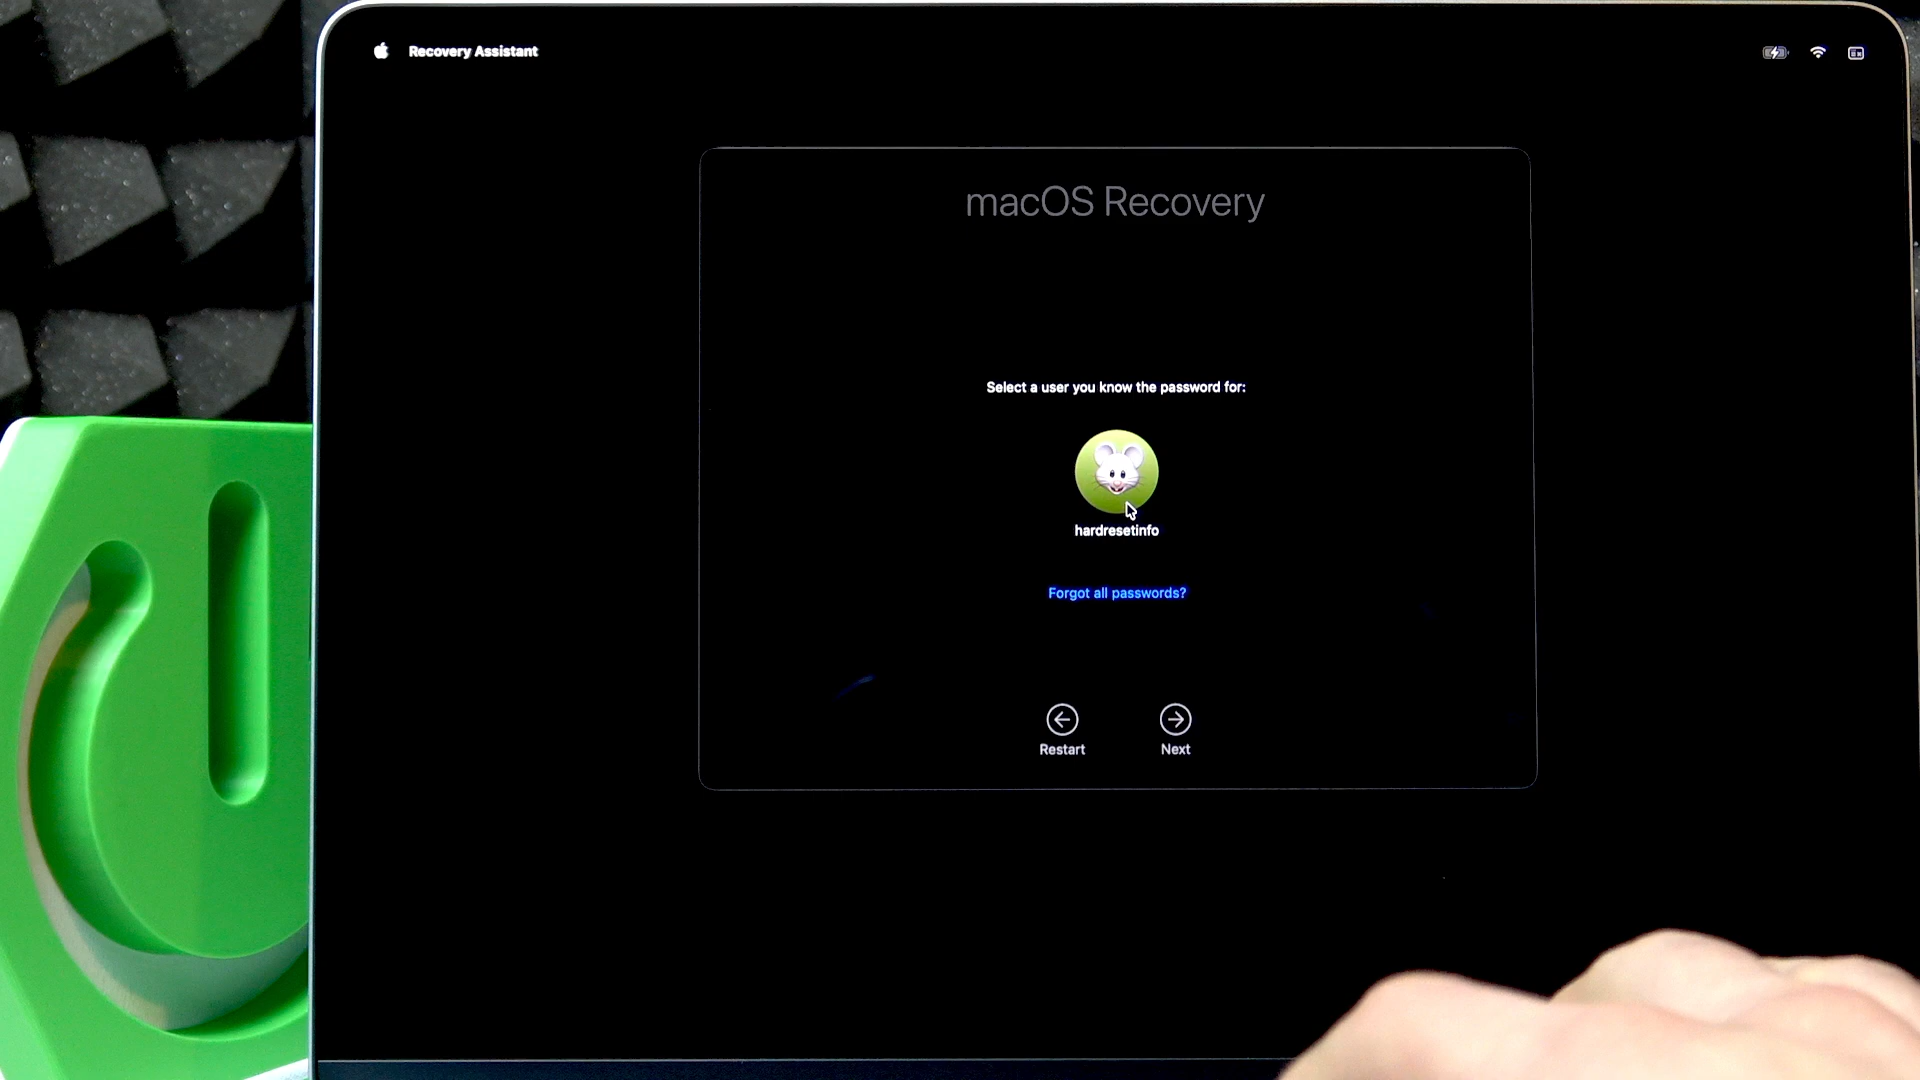 Recovery Assistant
macOS Recovery
Select a user you know the password for:
hardresetinfo
Forgot all passwords?
Restart
Next